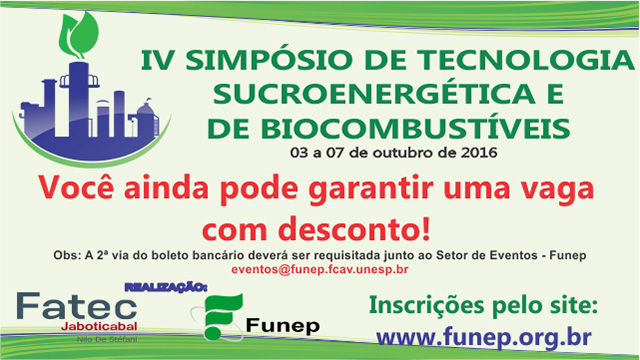 IV SIMPÓSIO DE TECNOLOGIA
SUCROENERGÉTICA E
DE BIOCOMBUSTÍVEIS
03 a 07 de outubro de 2016
Você ainda pode garantir uma vaga
com desconto!
Obs: A 2ª via do boleto bancário deverá ser requisitada junto ao Setor de Eventos - Funep
eventos@funep.fcav.unesp.br
REALIZAÇÃO:
Fatec
Jaboticabal
Nilo De Stéfani
Funep
Inscrições pelo site:
www.funep.org.br